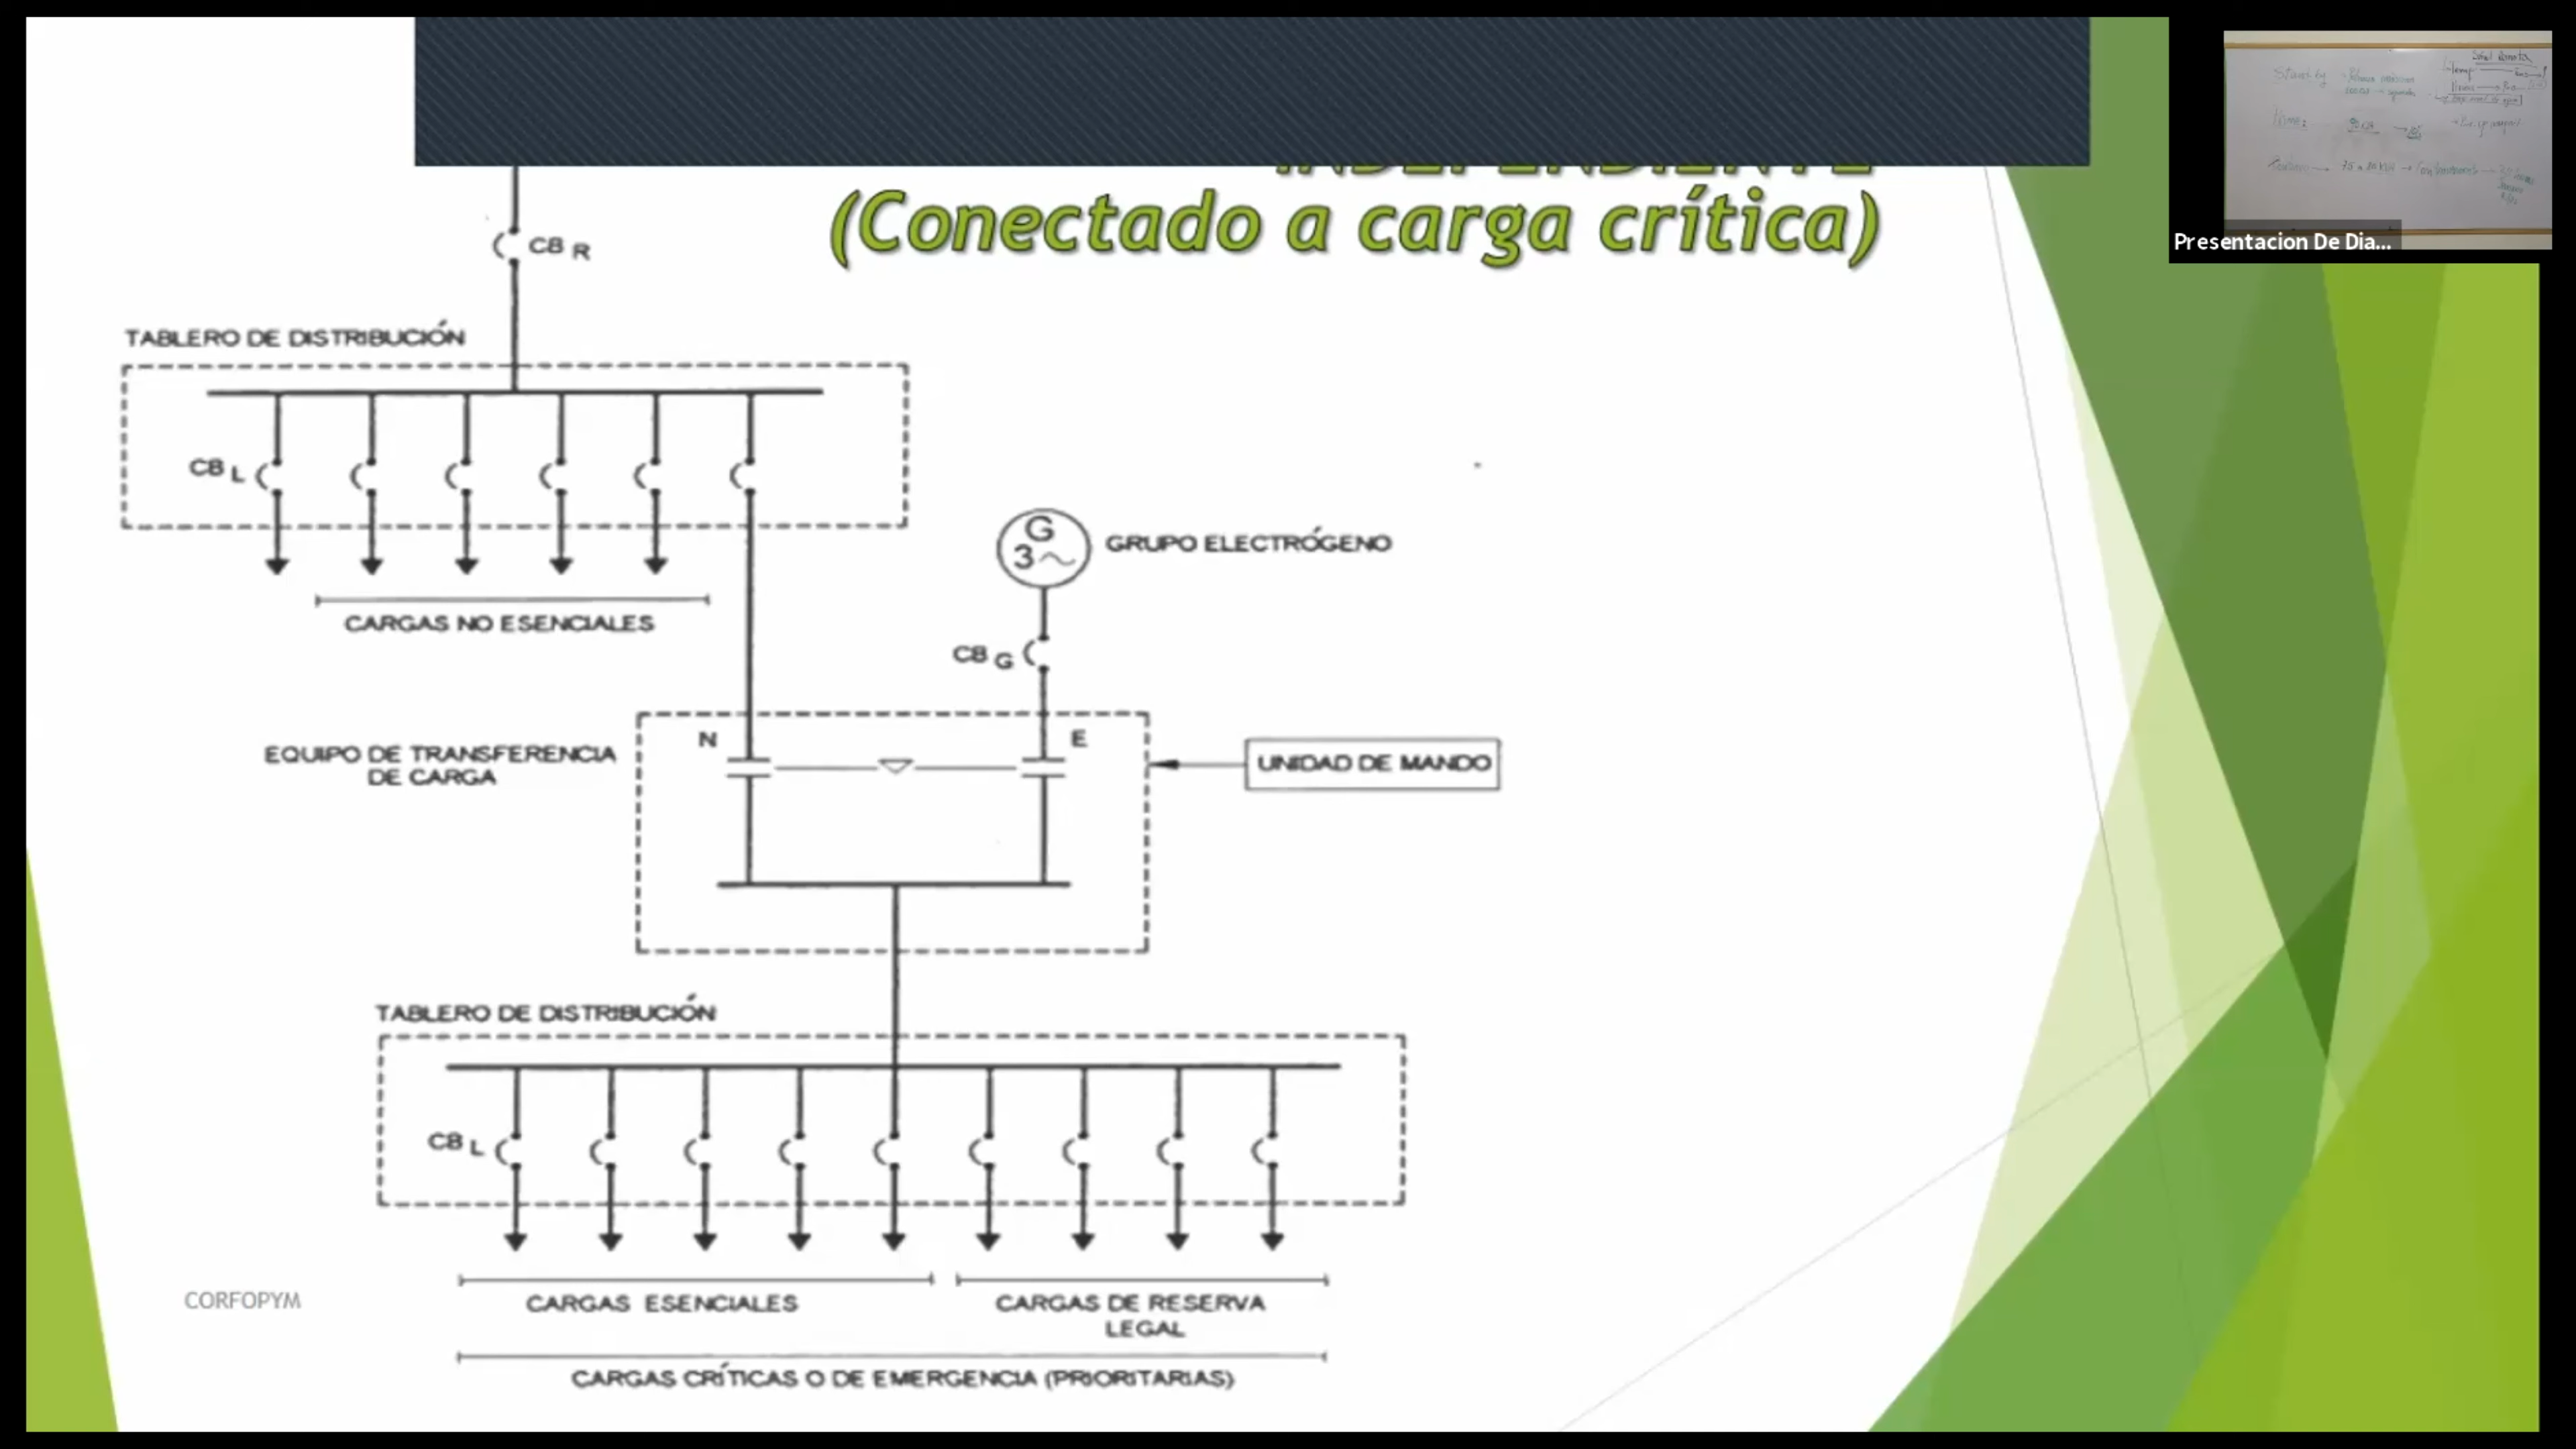 (Conectado a carga crítica)
CB R
TABLERO DE DISTRIBUCIÓN
CB L
CARGAS NO ESENCIALES
G
3~
GRUPO ELECTRÓGENO
CB G
EQUIPO DE TRANSFERENCIA
DE CARGA
N
E
UNIDAD DE MANDO
TABLERO DE DISTRIBUCIÓN
CB L
CARGAS ESENCIALES
CARGAS DE RESERVA
LEGAL
CARGAS CRÍTICAS O DE EMERGENCIA (PRIORITARIAS)
CORFOPYM
Stand by
Presentacion De Dia...